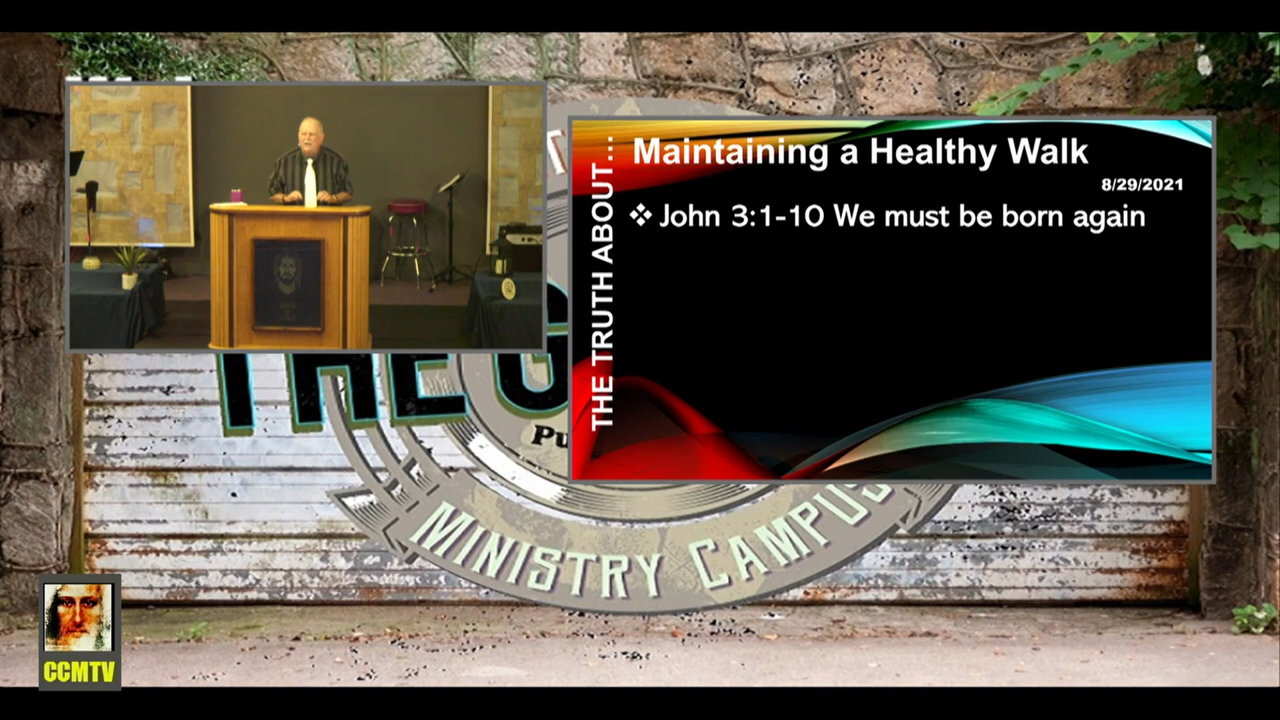 THE TRUTH ABOUT...
Maintaining a Healthy Walk
8/29/2021
❖ John 3:1-10 We must be born again
THE
MINISTRY CAMPUS
CCMTV